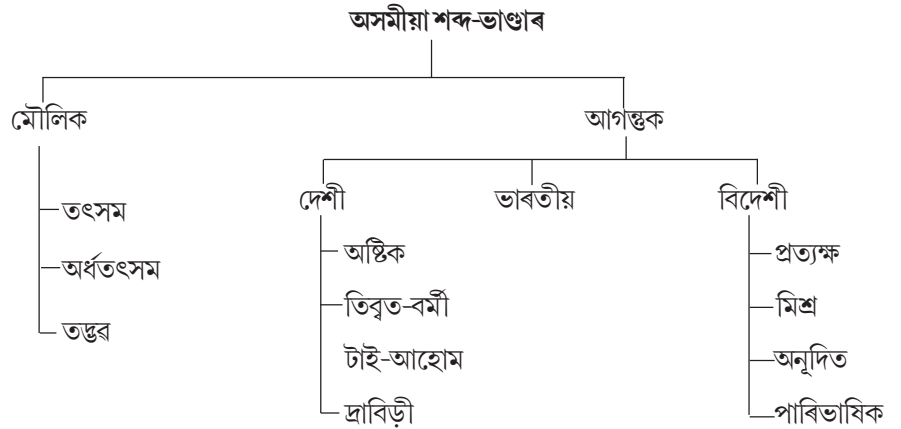 অসমীয়া শব্দ-ভাণ্ডাৰ
মৌলিক
আগন্তুক
তৎসম
অৰ্ধতৎসম
তদ্ভৱ
দেশী
ভাৰতীয়
বিদেশী
অষ্টিক
তিব্বত-বৰ্মী
টাই-আহোম
দ্ৰাবিড়ী
প্ৰত্যক্ষ
মিশ্ৰ
অনূদিত
পাৰিভাষিক